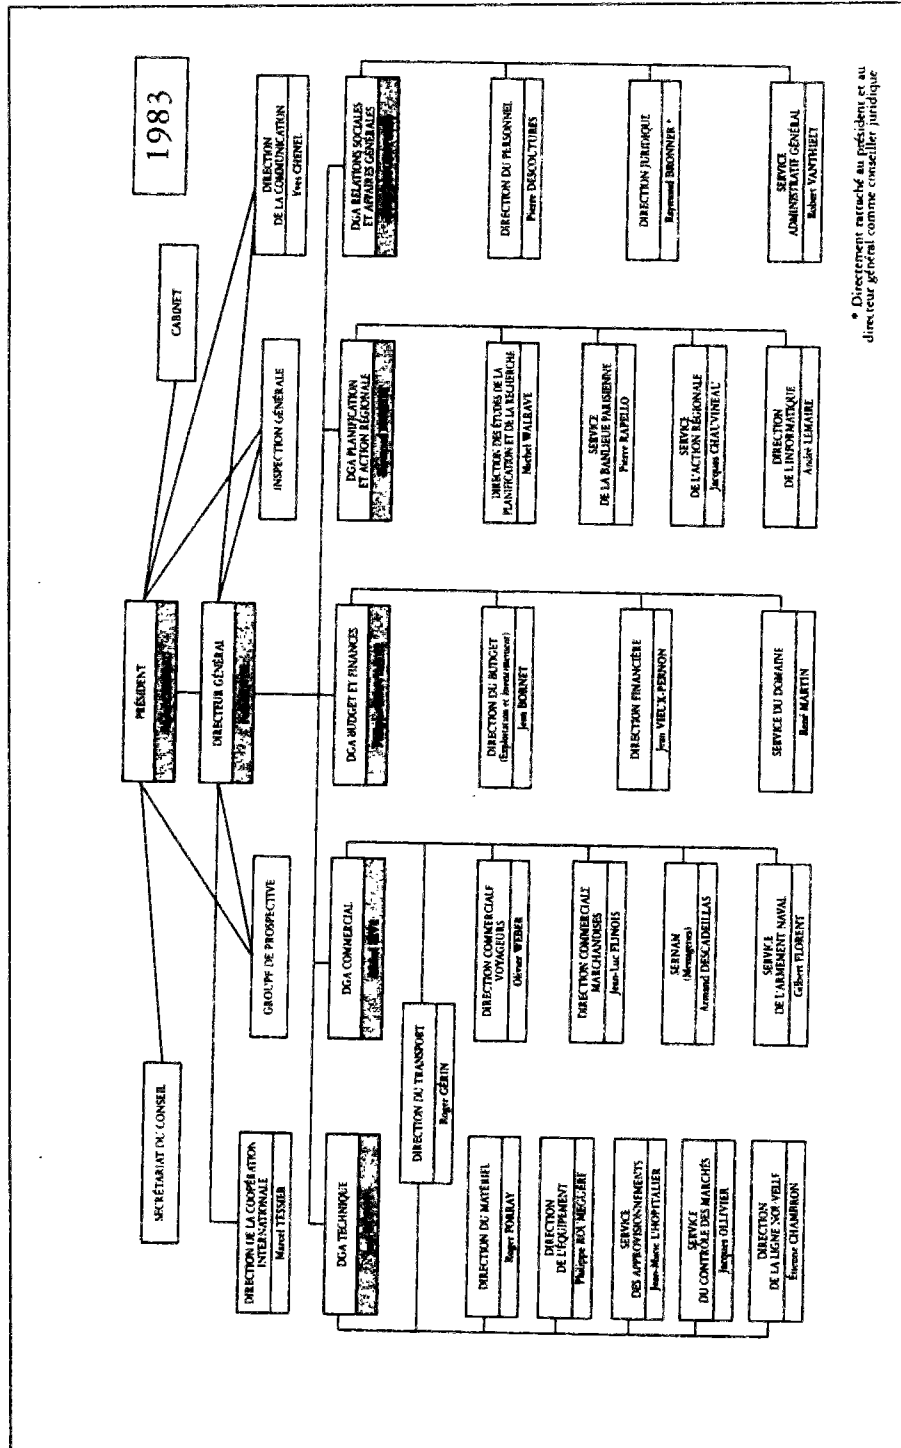 1983
SECRÉTARIAT DU CONSEIL
PRÉSIDENT
CABINET
DIRECTEUR GÉNÉRAL
DIRECTION DE LA COOPÉRATION
INTERNATIONALE
Marcel TESSIER
GROUPE DE PROSPECTIVE
INSPECTION GÉNÉRALE
DIRECTION
DE LA COMMUNICATION
Yves CHENEL
DGA TECHNIQUE
DGA COMMERCIAL
DGA BUDGET ET FINANCES
DGA PLANIFICATION
ET ACTION RÉGIONALE
DGA RELATIONS SOCIALES
ET AFFAIRES GÉNÉRALES
DIRECTION DU TRANSPORT
Roger GÉRIN
DIRECTION DU MATÉRIEL
Roger PORRAY
DIRECTION
DE L'ÉQUIPEMENT
Philippe ROUMEGUÈRE
SERVICE
DES APPROVISIONNEMENTS
Jean-Marie L'HOPITALIER
SERVICE
DU CONTRÔLE DES MARCHÉS
Jacques OLLIVIER
DIRECTION
DE LA LIGNE NOUVELLE
Étienne CHAMBRON
DIRECTION COMMERCIALE
VOYAGEURS
Olivier WEBER
DIRECTION COMMERCIALE
MARCHANDISES
Jean-Luc FLINOIS
SERNAM
(Messageries)
Armand DESCADEILLAS
SERVICE
DE L'ARMEMENT NAVAL
Gilbert FLORENT
DIRECTION DU BUDGET
(Exploitation et Investissement)
Jean BORNET
DIRECTION FINANCIÈRE
Jean VIEUX-PERNON
SERVICE DU DOMAINE
René MARTIN
DIRECTION DES ÉTUDES DE LA
PLANIFICATION ET DE LA RECHERCHE
Michel WALRAVE
SERVICE
DE LA BANLIEUE PARISIENNE
Pierre RAPELLO
SERVICE
DE L'ACTION RÉGIONALE
Jacques CHAUVINEAU
DIRECTION
DE L'INFORMATIQUE
André LEMAIRE
DIRECTION DU PERSONNEL
Pierre DESCOUTURES
DIRECTION JURIDIQUE
Raymond BRONNER *
SERVICE
ADMINISTRATIF GÉNÉRAL
Robert VANTHIELT
* Directement rattaché au président et au
directeur général comme conseiller juridique